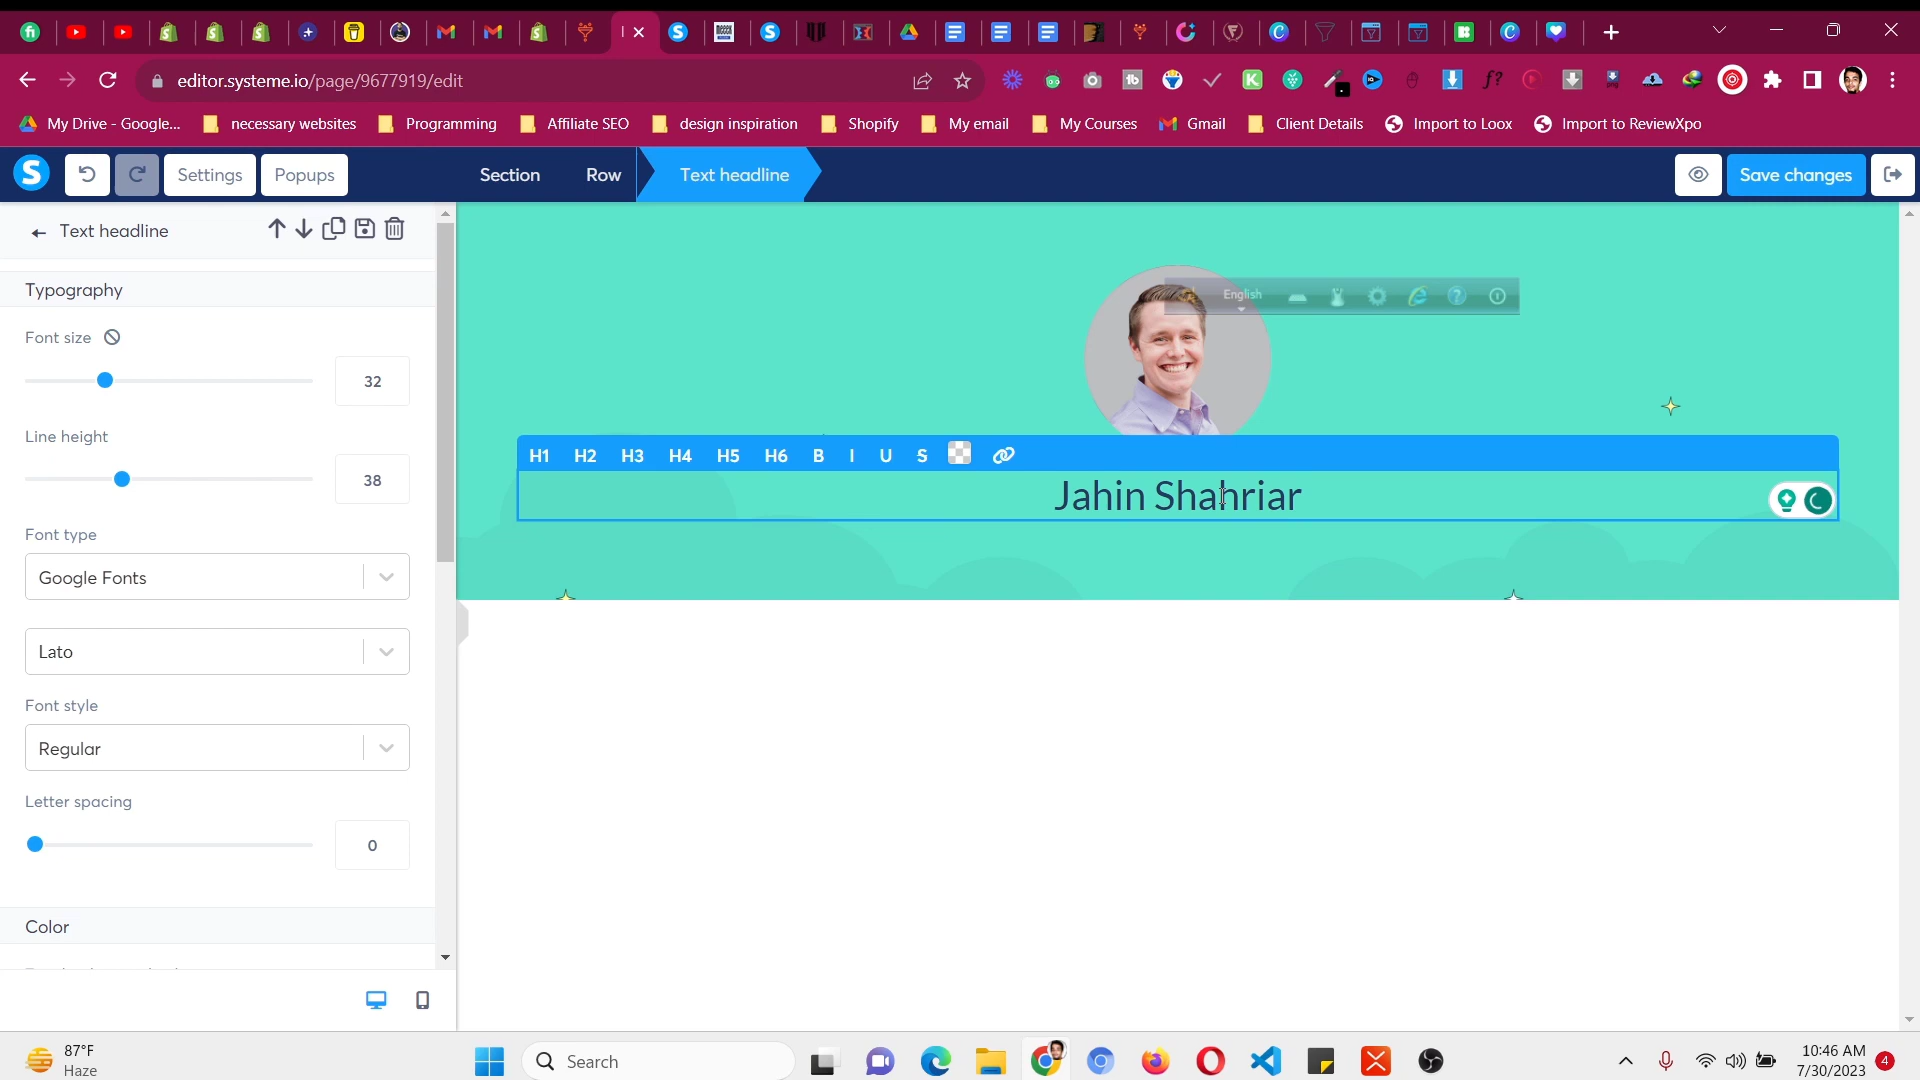 editor.systeme.io/page/9677919/edit
My Drive - Google...
necessary websites
Programming
Affiliate SEO
design inspiration
Shopify
My email
My Courses
Gmail
Client Details
Import to Loox
Import to ReviewXpo
S
Settings
Popups
Section
Row
Text headline
Save changes
Text headline
Typography
Font size
32
Line height
38
Font type
Google Fonts
Lato
Font style
Regular
Letter spacing
0
Color
English
H1 H2 H3 H4 H5 H6 B I U S
Jahin Shahriar
87°F
Haze
Search
10:46 AM
7/30/2023
4